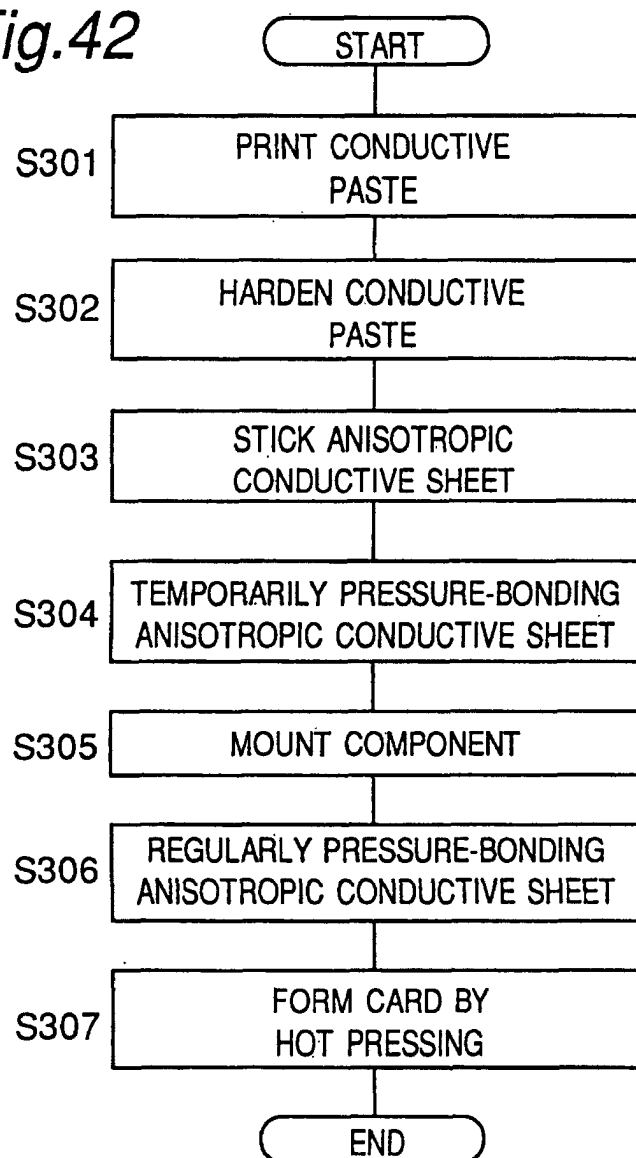 Fig.42
START
S301
PRINT CONDUCTIVE
PASTE
S302
HARDEN CONDUCTIVE
PASTE
S303
STICK ANISOTROPIC
CONDUCTIVE SHEET
S304
TEMPORARILY PRESSURE-BONDING
ANISOTROPIC CONDUCTIVE SHEET
S305
MOUNT COMPONENT
S306
REGULARLY PRESSURE-BONDING
ANISOTROPIC CONDUCTIVE SHEET
S307
FORM CARD BY
HOT PRESSING
END